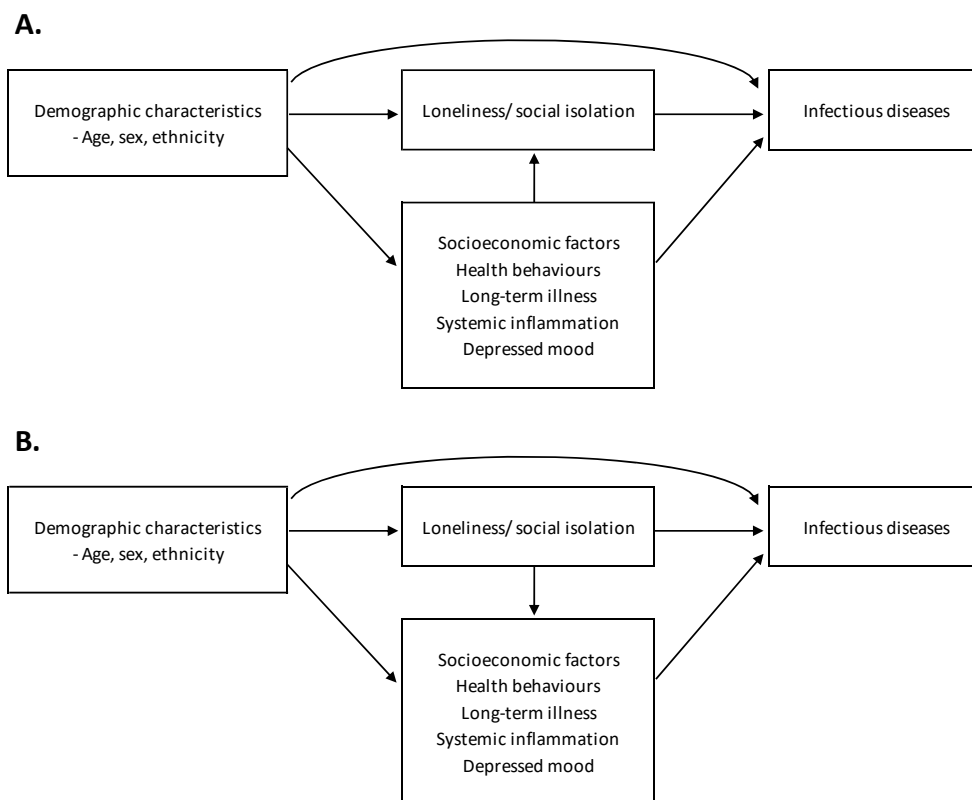 A.
Demographic characteristics
- Age, sex, ethnicity
Loneliness/ social isolation
Infectious diseases
Socioeconomic factors
Health behaviours
Long-term illness
Systemic inflammation
Depressed mood
B.
Demographic characteristics
- Age, sex, ethnicity
Loneliness/ social isolation
Infectious diseases
Socioeconomic factors
Health behaviours
Long-term illness
Systemic inflammation
Depressed mood